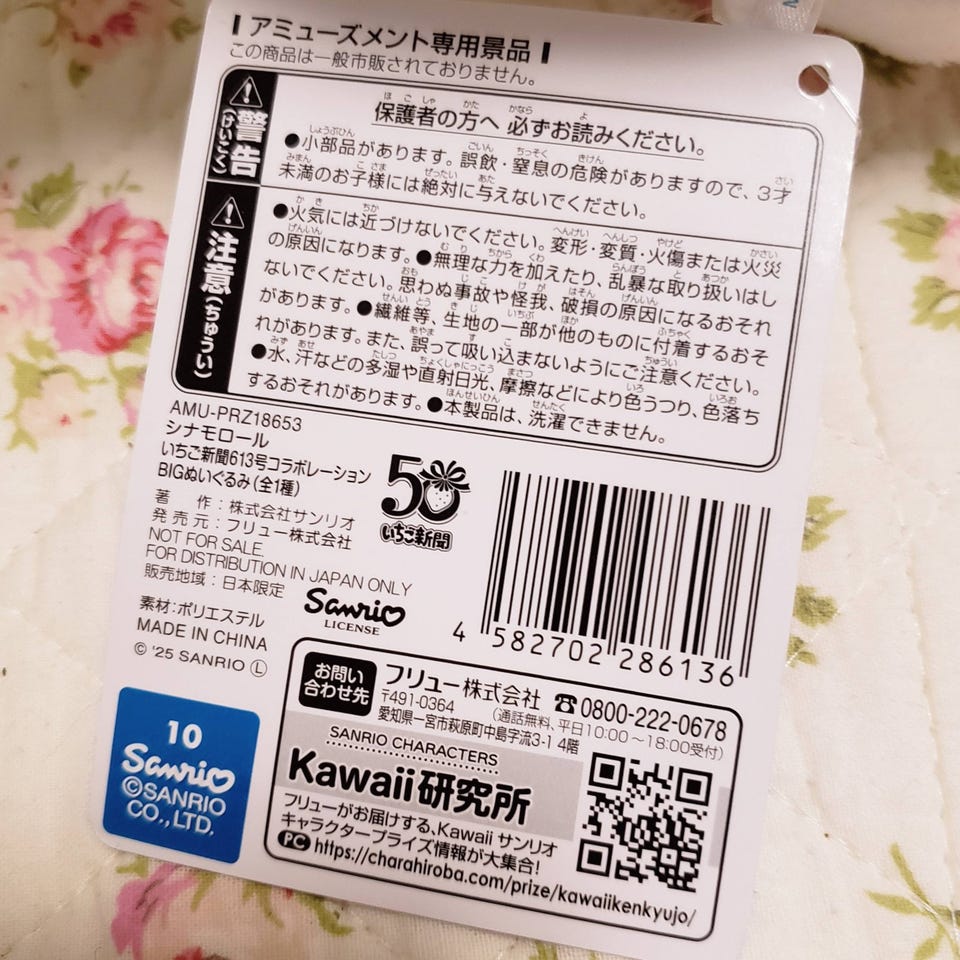 アミューズメント専用景品
この商品は一般市販されておりません。
警告
(けいこく)
保護者の方へ 必ずお読みください。
●小部品があります。誤飲・窒息の危険がありますので、3才
未満のお子様には絶対に与えないでください。
注意
(ちゅうい)
●火気には近づけないでください。変形・変質・火傷または火災
の原因になります。●無理な力を加えたり、乱暴な取り扱いはし
ないでください。思わぬ事故や怪我、破損の原因になるおそれ
があります。●繊維等、生地の一部が他のものに付着するおそ
れがあります。また、誤って吸い込まないようにご注意ください。
●水、汗などの多湿や直射日光、摩擦などにより色うつり、色落ち
するおそれがあります。●本製品は、洗濯できません。
AMU-PRZ18653
シナモロール
いちご新聞613号コラボレーション
BIGぬいぐるみ(全1種)
著 作:株式会社サンリオ
発売元:フリュー株式会社
NOT FOR SALE.
FOR DISTRIBUTION IN JAPAN ONLY
販売地域:日本限定
素材:ポリエステル
MADE IN CHINA
© '25 SANRIO Ⓛ
50
いちご新聞
Sanrio
LICENSE
4 582702 286136
10
Sanrio
©SANRIO
CO.,LTD.
お問い
合わせ先
フリュー株式会社 ☎0800-222-0678
〒491-0364 (通話無料、平日10:00~18:00受付)
愛知県一宮市萩原町中島字流3-1 4階
SANRIO CHARACTERS
Kawaii研究所
フリューがお届けする、Kawaii サンリオ
キャラクタープライズ情報が大集合!
PC https://charahiroba.com/prize/kawaiikenkyujo/